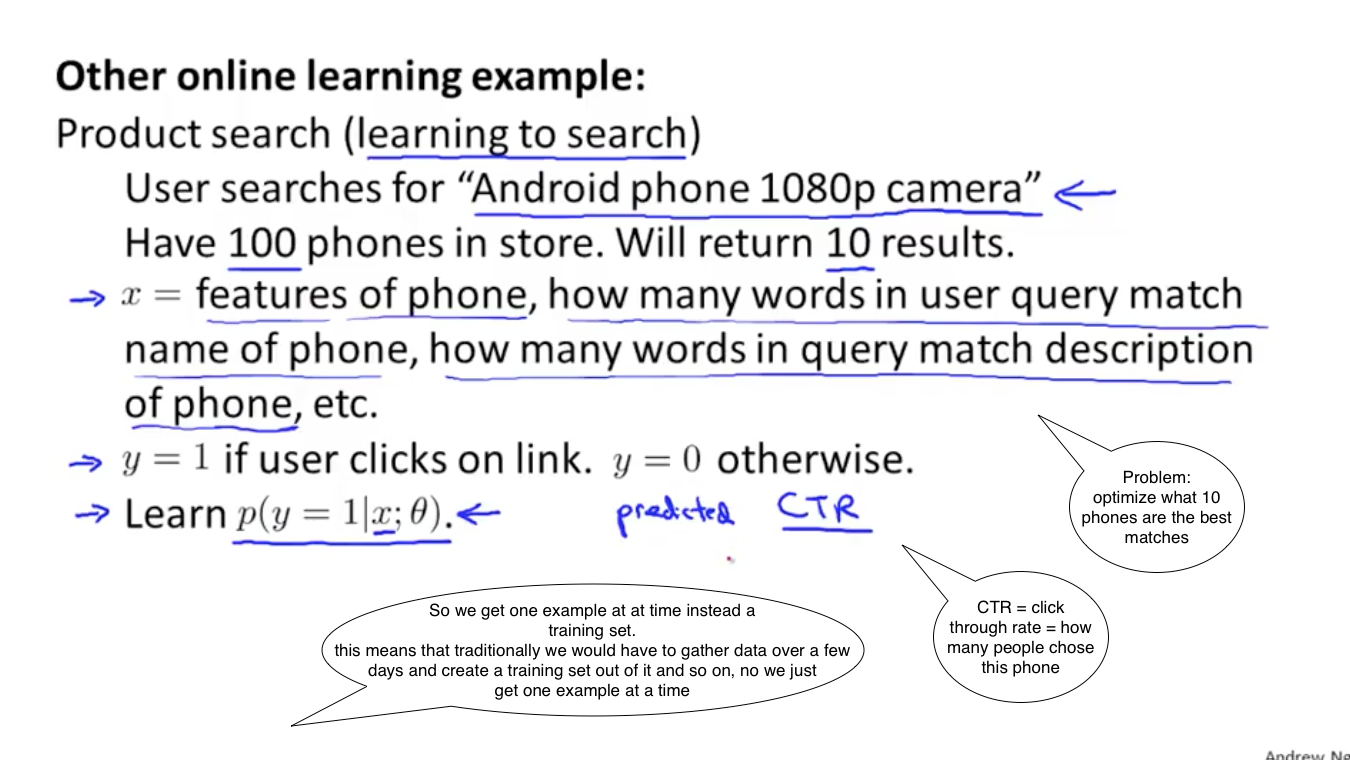 Other online learning example:
Product search (learning to search)
User searches for “Android phone 1080p camera”
Have 100 phones in store. Will return 10 results.
x = features of phone, how many words in user query match
name of phone, how many words in query match description
of phone, etc.
y = 1 if user clicks on link. y = 0 otherwise.
Learn p(y = 1|x; θ).
predicted CTR
Problem:
optimize what 10
phones are the best
matches
CTR = click
through rate = how
many people chose
this phone
So we get one example at at time instead a
training set.
this means that traditionally we would have to gather data over a few
days and create a training set out of it and so on, no we just
get one example at a time
Andrew Ng